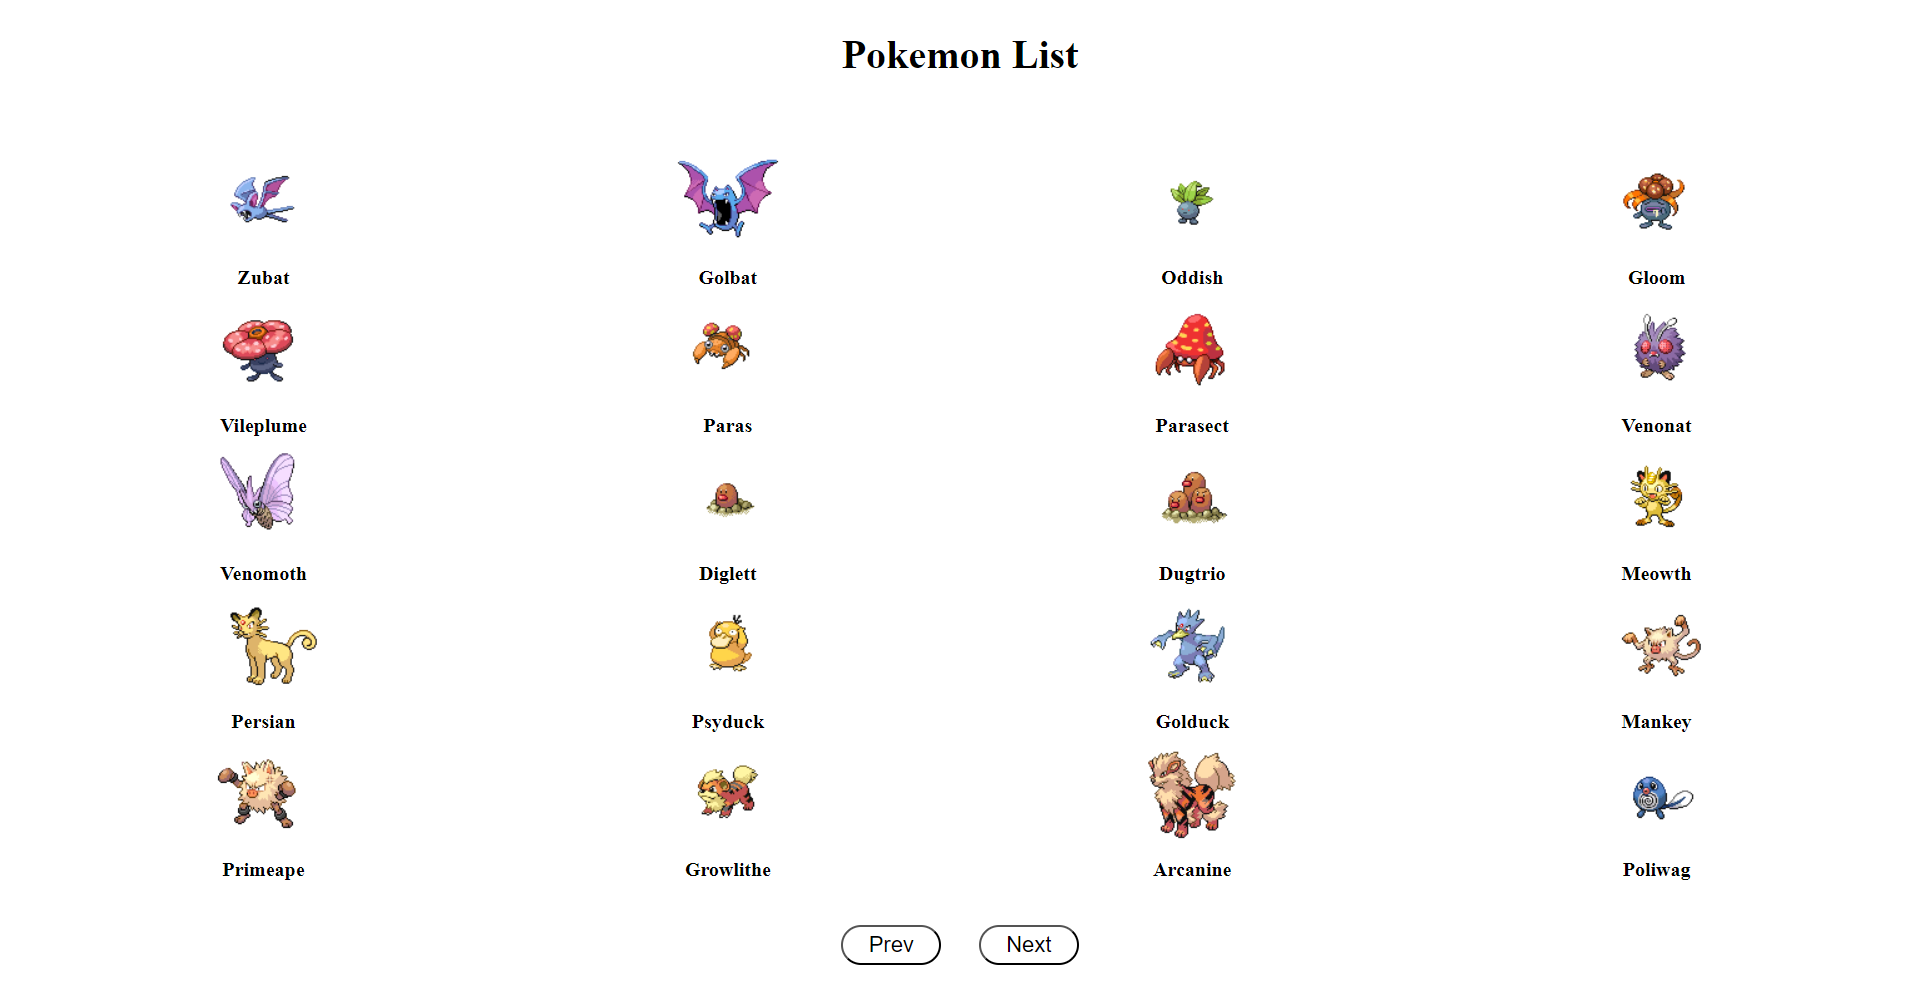 Pokemon List
Zubat
Golbat
Oddish
Gloom
Vileplume
Paras
Parasect
Venonat
Venomoth
Diglett
Dugtrio
Meowth
Persian
Psyduck
Golduck
Mankey
Primeape
Growlithe
Arcanine
Poliwag
Prev
Next